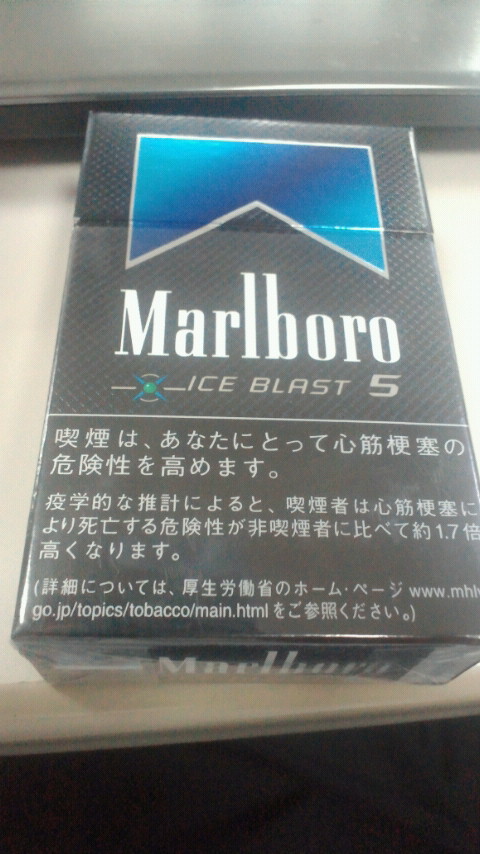 Marlboro
ICE BLAST 5
喫煙は、あなたにとって心筋梗塞の
危険性を高めます。
疫学的な推計によると、喫煙者は心筋梗塞に
より死亡する危険性が非喫煙者に比べて約1.7倍
高くなります。
(詳細については、厚生労働省のホーム・ページ www.mhlw
go.jp/topics/tobacco/main.html をご参照ください。)
Marlboro